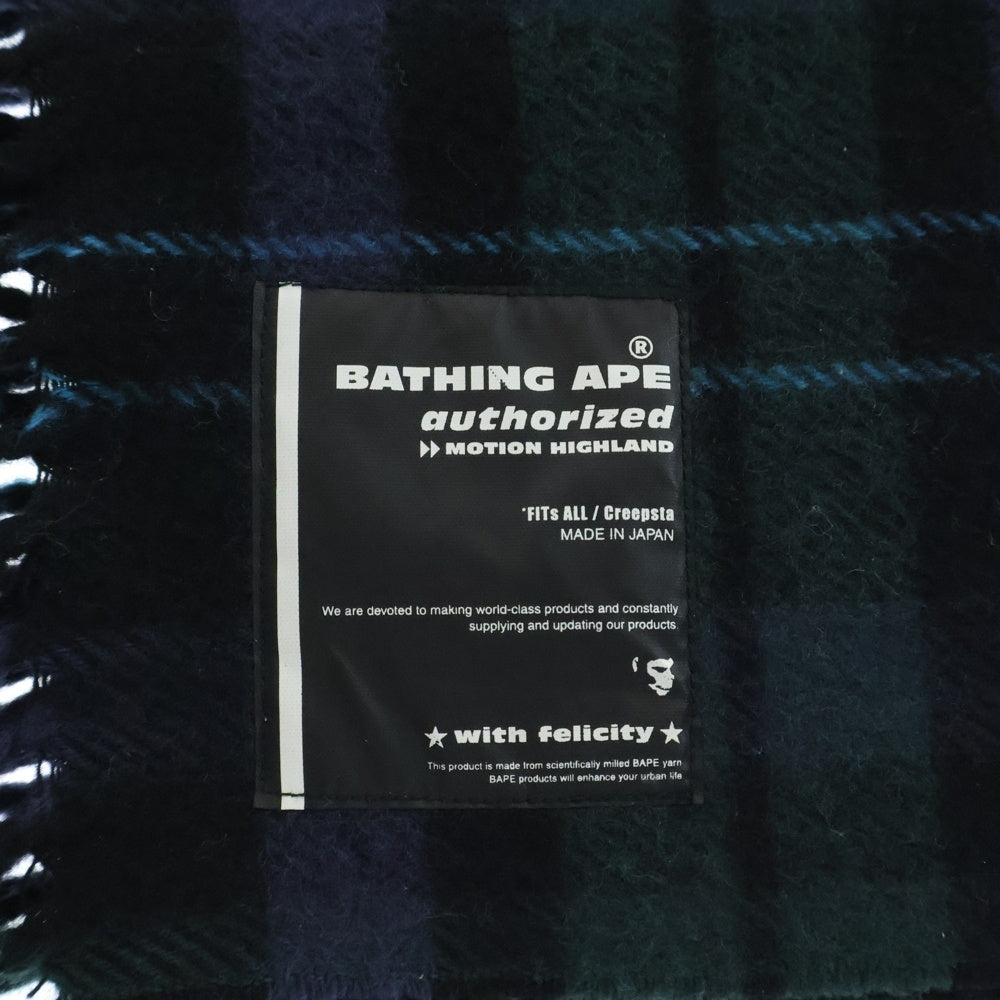 ®
BATHING APE
authorized
▶▶MOTION HIGHLAND
*FITs ALL / Creepsta
MADE IN JAPAN
We are devoted to making world-class products and constantly
supplying and updating our products.
★ with felicity ★
This product is made from scientifically milled BAPE yarn
BAPE products will enhance your urban life